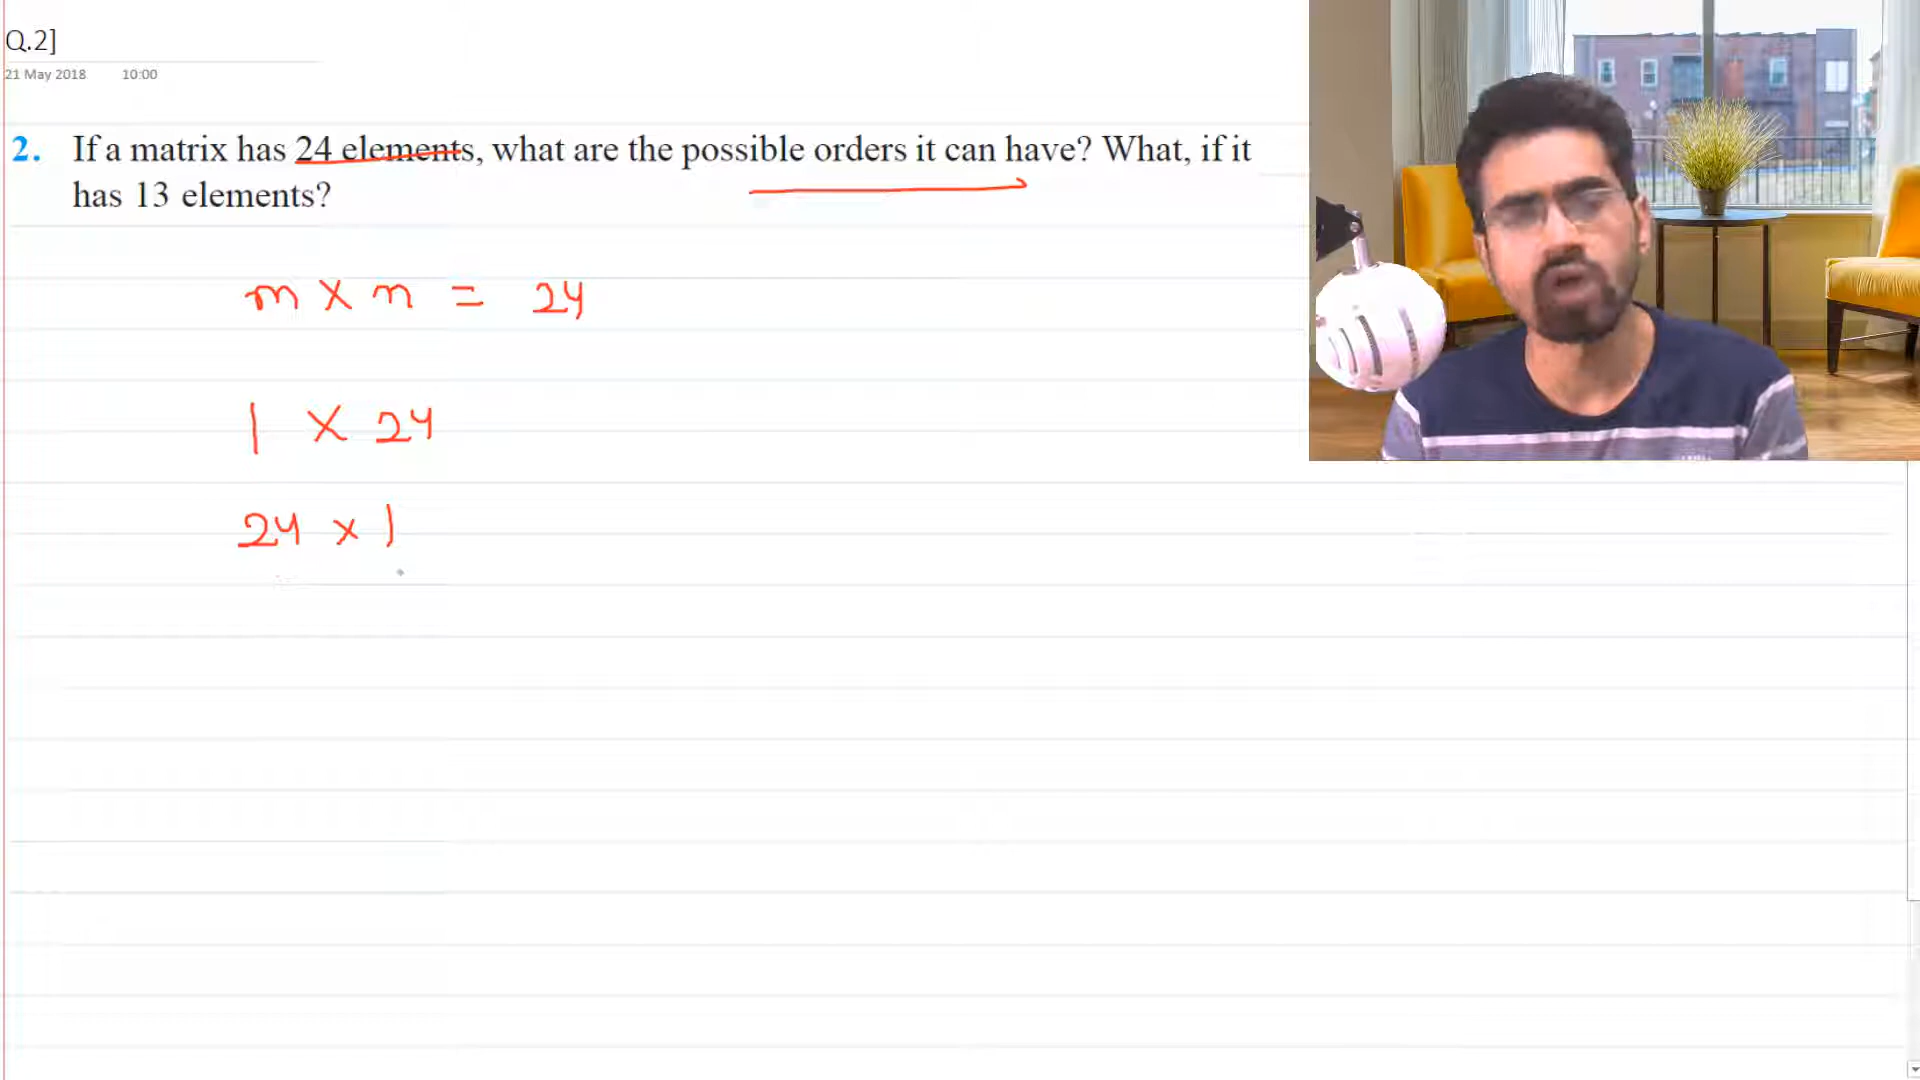 Q.2]
21 May 2018 10:00
2. If a matrix has 24 elements, what are the possible orders it can have? What, if it
has 13 elements?
m × n = 24
1 × 24
24 × 1